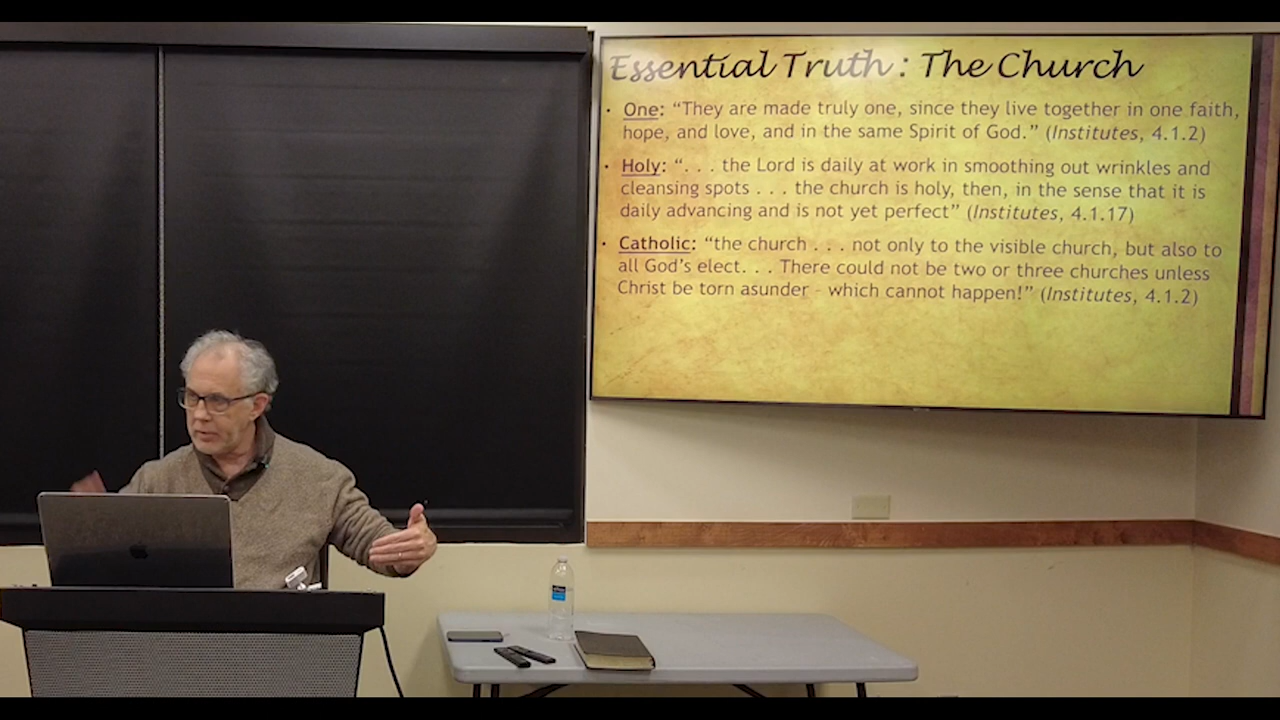 Essential Truth : The Church
· One: “They are made truly one, since they live together in one faith,
hope, and love, and in the same Spirit of God.” (Institutes, 4.1.2)
· Holy: “. . . the Lord is daily at work in smoothing out wrinkles and
cleansing spots . . . the church is holy, then, in the sense that it is
daily advancing and is not yet perfect” (Institutes, 4.1.17)
· Catholic: “the church . . . not only to the visible church, but also to
all God’s elect. . . There could not be two or three churches unless
Christ be torn asunder – which cannot happen!” (Institutes, 4.1.2)